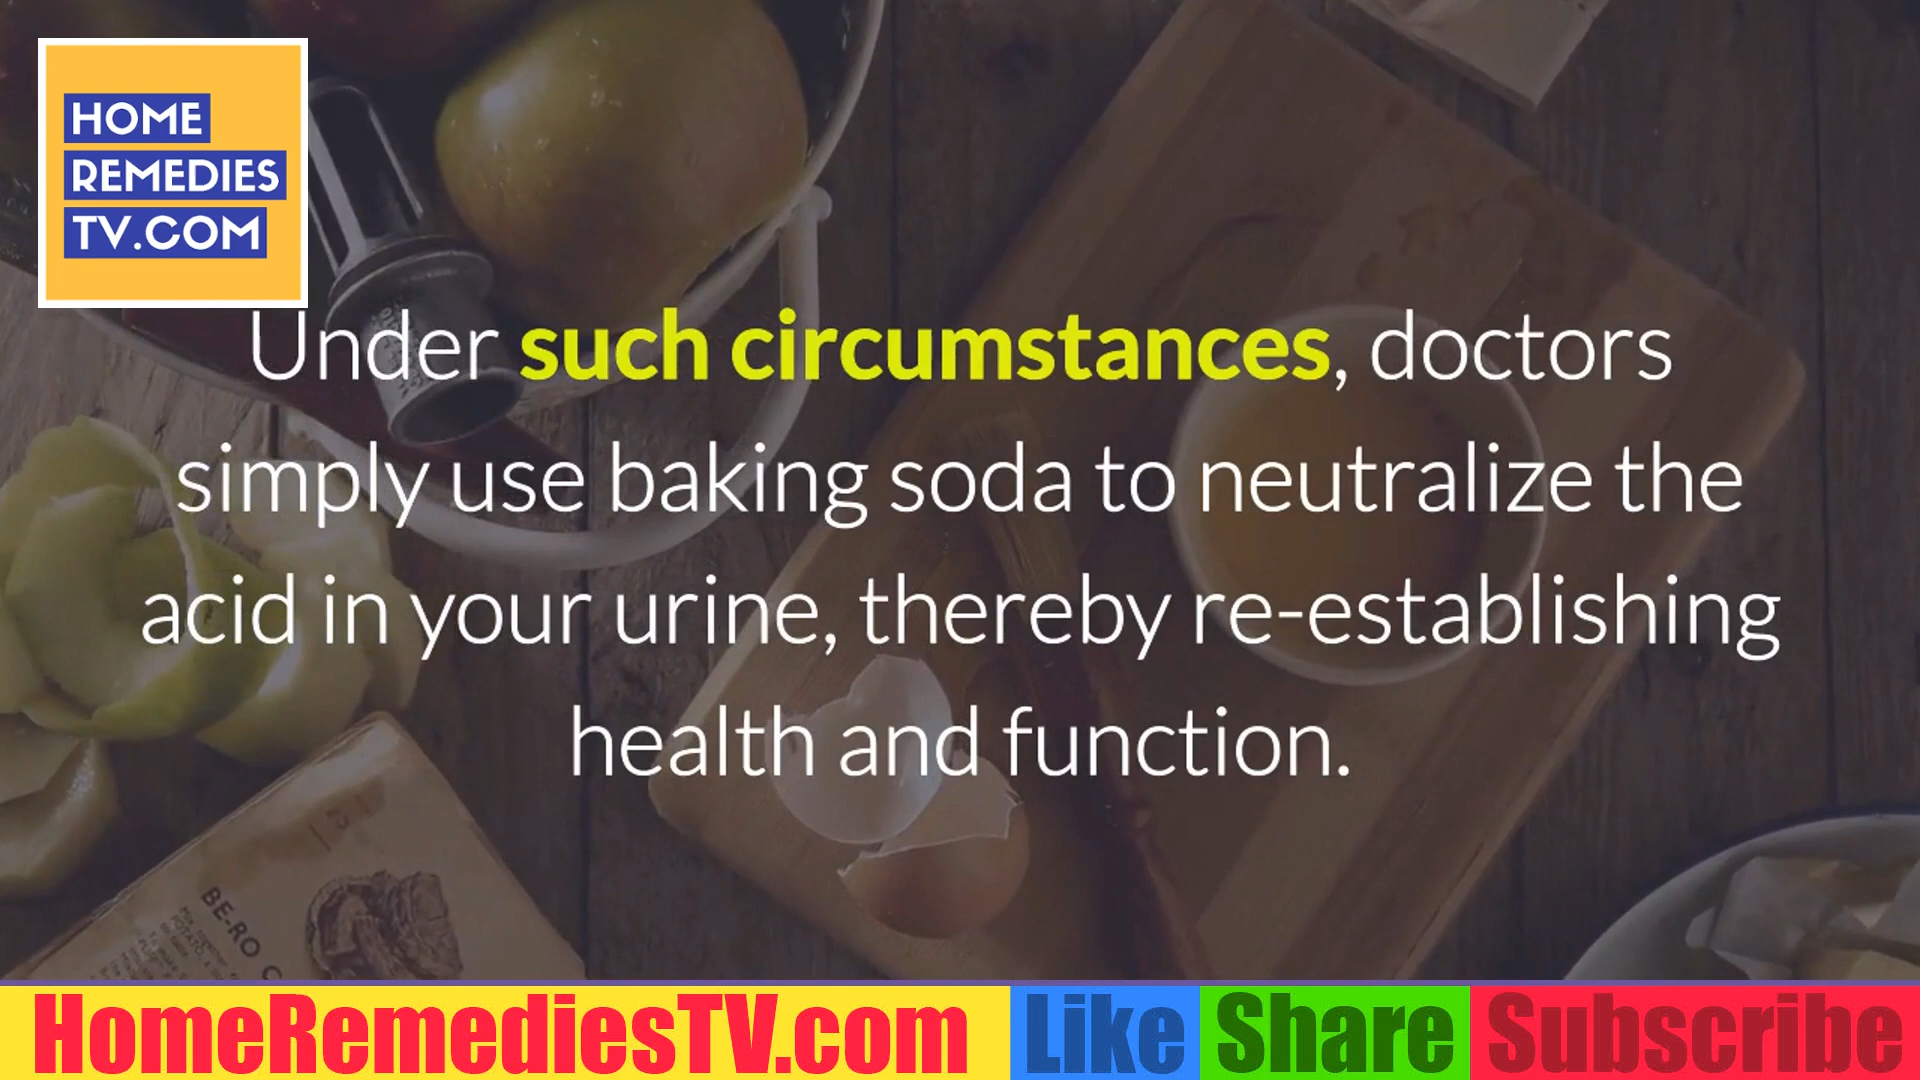 HOME
REMEDIES
TV.COM
Under such circumstances, doctors
simply use baking soda to neutralize the
acid in your urine, thereby re-establishing
health and function.
BE-RO
HomeRemediesTV.com Like Share Subscribe